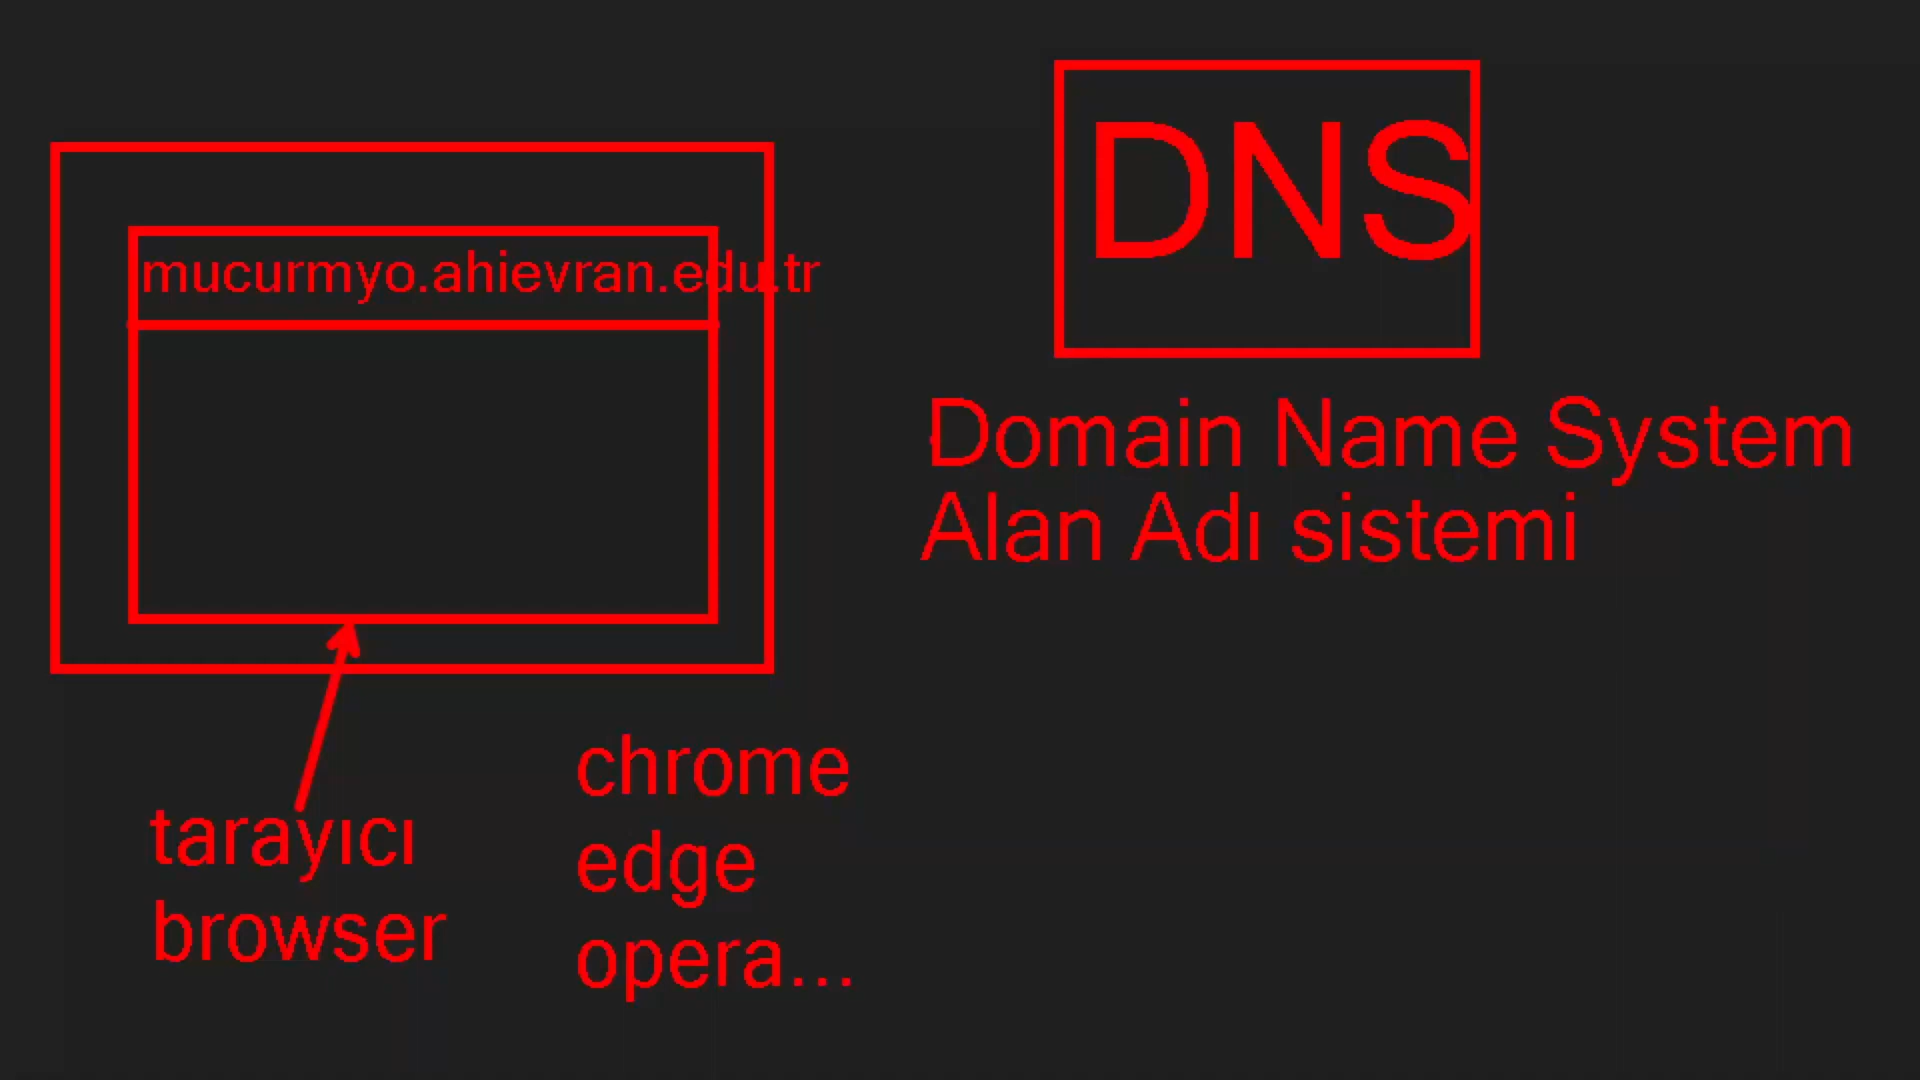 mucurmyo.ahievran.edu.tr
tarayıcı
browser
chrome
edge
opera...
DNS
Domain Name System
Alan Adı sistemi